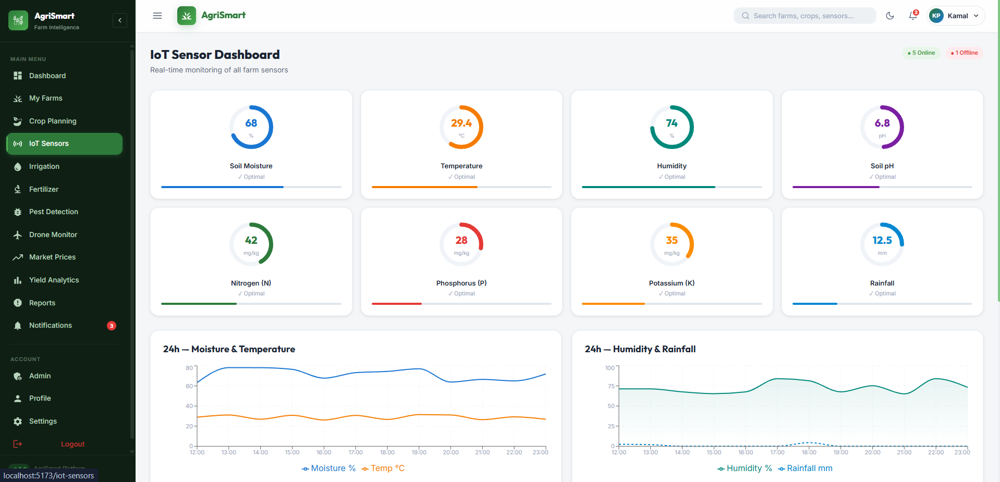 AgriSmart
Farm Intelligence
MAIN MENU
Dashboard
My Farms
Crop Planning
IoT Sensors
Irrigation
Fertilizer
Pest Detection
Drone Monitor
Market Prices
Yield Analytics
Reports
Notifications 3
ACCOUNT
Admin
Profile
Settings
Logout
AgriSmart Platform
localhost:5173/iot-sensors
AgriSmart
Search farms, crops, sensors...
3
KP Kamal
IoT Sensor Dashboard
Real-time monitoring of all farm sensors
● 5 Online ● 1 Offline
68
%
Soil Moisture
✓ Optimal
29.4
°C
Temperature
✓ Optimal
74
%
Humidity
✓ Optimal
6.8
pH
Soil pH
✓ Optimal
42
mg/kg
Nitrogen (N)
✓ Optimal
28
mg/kg
Phosphorus (P)
✓ Optimal
35
mg/kg
Potassium (K)
✓ Optimal
12.5
mm
Rainfall
✓ Optimal
24h — Moisture & Temperature
80
60
40
20
0
12:00 13:00 14:00 15:00 16:00 17:00 18:00 19:00 20:00 21:00 22:00 23:00
Moisture % Temp °C
24h — Humidity & Rainfall
100
75
50
25
0
12:00 13:00 14:00 15:00 16:00 17:00 18:00 19:00 20:00 21:00 22:00 23:00
Humidity % Rainfall mm